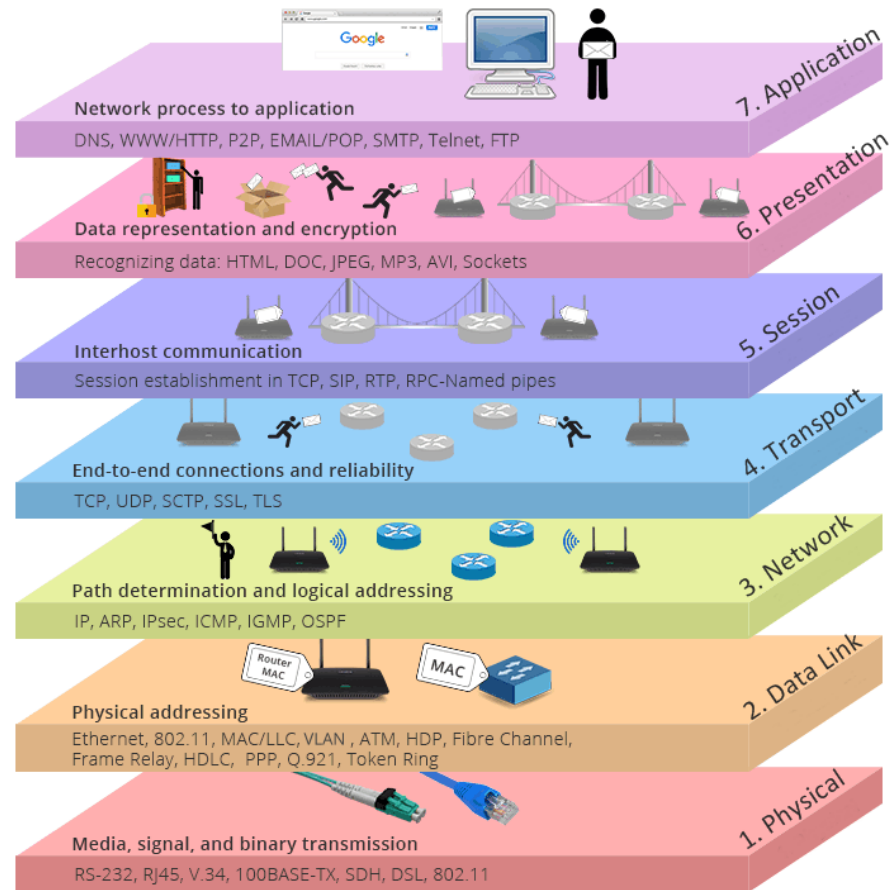 Google
7. Application
Network process to application
DNS, WWW/HTTP, P2P, EMAIL/POP, SMTP, Telnet, FTP
6. Presentation
Data representation and encryption
Recognizing data: HTML, DOC, JPEG, MP3, AVI, Sockets
5. Session
Interhost communication
Session establishment in TCP, SIP, RTP, RPC-Named pipes
4. Transport
End-to-end connections and reliability
TCP, UDP, SCTP, SSL, TLS
3. Network
Path determination and logical addressing
IP, ARP, IPsec, ICMP, IGMP, OSPF
Router
MAC
MAC
2. Data Link
Physical addressing
Ethernet, 802.11, MAC/LLC, VLAN , ATM, HDP, Fibre Channel,
Frame Relay, HDLC, PPP, Q.921, Token Ring
1. Physical
Media, signal, and binary transmission
RS-232, RJ45, V.34, 100BASE-TX, SDH, DSL, 802.11